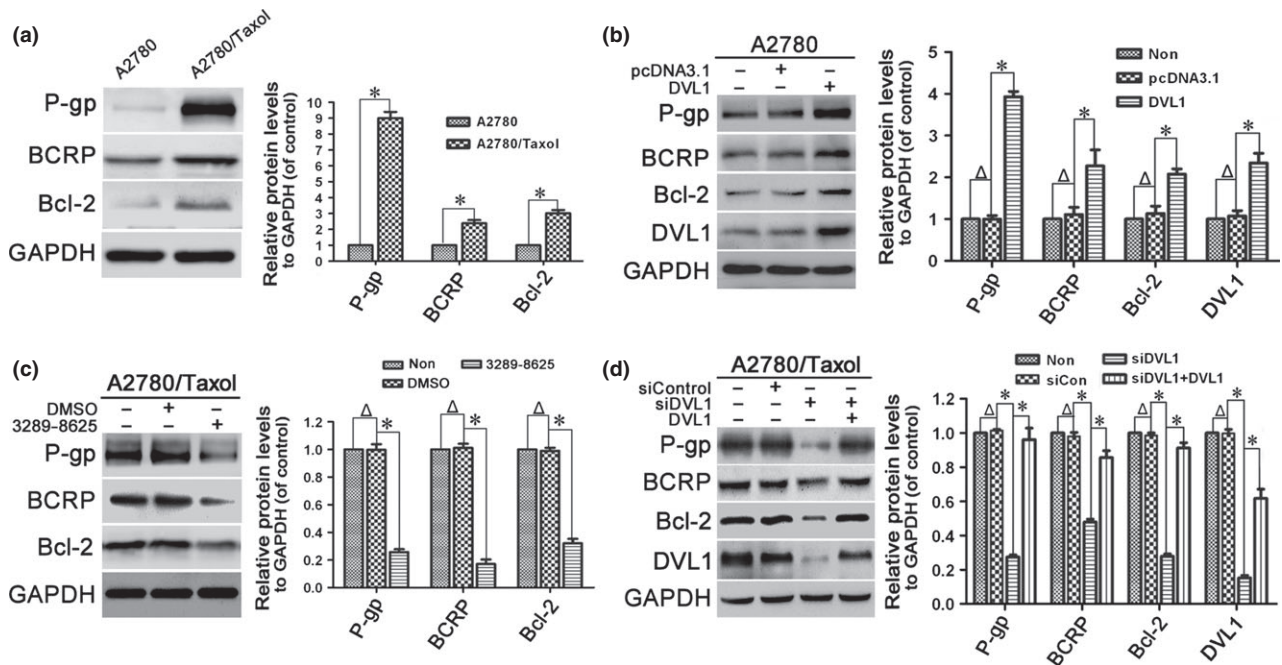 (a)
A2780
A2780/Taxol
P-gp
BCRP
Bcl-2
GAPDH
Relative protein levels
to GAPDH (of control)
10
9
8
7
6
5
4
3
2
1
0
*
*
*
A2780
A2780/Taxol
P-gp
BCRP
Bcl-2
(b)
A2780
pcDNA3.1 – + –
DVL1 – – +
P-gp
BCRP
Bcl-2
DVL1
GAPDH
Relative protein levels
to GAPDH (of control)
5
4
3
2
1
0
Δ * Δ * Δ * Δ *
Non
pcDNA3.1
DVL1
P-gp
BCRP
Bcl-2
DVL1
(c)
A2780/Taxol
DMSO – + –
3289-8625 – – +
P-gp
BCRP
Bcl-2
GAPDH
Relative protein levels
to GAPDH (of control)
Non 3289-8625
DMSO
1.2
1.0
0.8
0.6
0.4
0.2
0.0
Δ * Δ * Δ *
P-gp
BCRP
Bcl-2
(d)
A2780/Taxol
siControl – + – –
siDVL1 – – + +
DVL1 – – – +
P-gp
BCRP
Bcl-2
DVL1
GAPDH
Relative protein levels
to GAPDH (of control)
Non siDVL1
siCon siDVL1+DVL1
1.2
1.0
0.8
0.6
0.4
0.2
0.0
Δ * * Δ * * Δ * * Δ * *
P-gp
BCRP
Bcl-2
DVL1